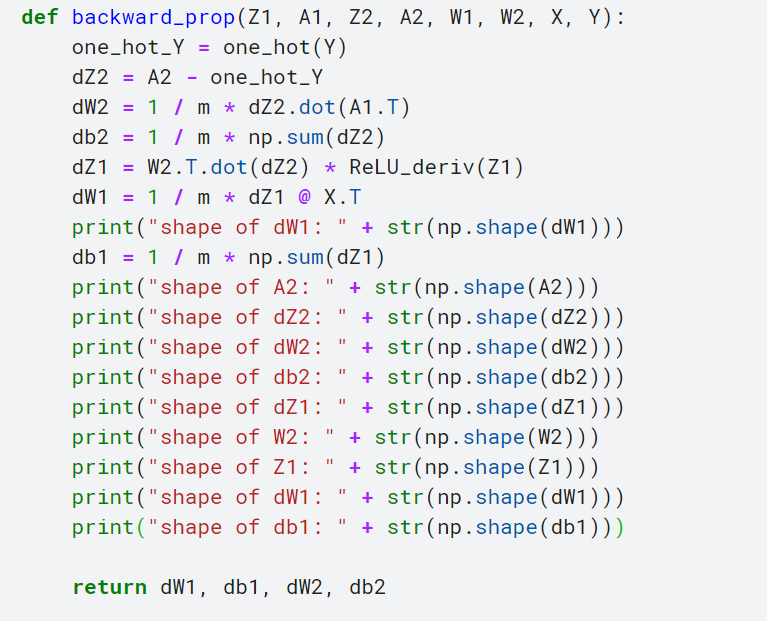 def backward_prop(Z1, A1, Z2, A2, W1, W2, X, Y):
    one_hot_Y = one_hot(Y)
    dZ2 = A2 - one_hot_Y
    dW2 = 1 / m * dZ2.dot(A1.T)
    db2 = 1 / m * np.sum(dZ2)
    dZ1 = W2.T.dot(dZ2) * ReLU_deriv(Z1)
    dW1 = 1 / m * dZ1 @ X.T
    print("shape of dW1: " + str(np.shape(dW1)))
    db1 = 1 / m * np.sum(dZ1)
    print("shape of A2: " + str(np.shape(A2)))
    print("shape of dZ2: " + str(np.shape(dZ2)))
    print("shape of dW2: " + str(np.shape(dW2)))
    print("shape of db2: " + str(np.shape(db2)))
    print("shape of dZ1: " + str(np.shape(dZ1)))
    print("shape of W2: " + str(np.shape(W2)))
    print("shape of Z1: " + str(np.shape(Z1)))
    print("shape of dW1: " + str(np.shape(dW1)))
    print("shape of db1: " + str(np.shape(db1)))
    return dW1, db1, dW2, db2